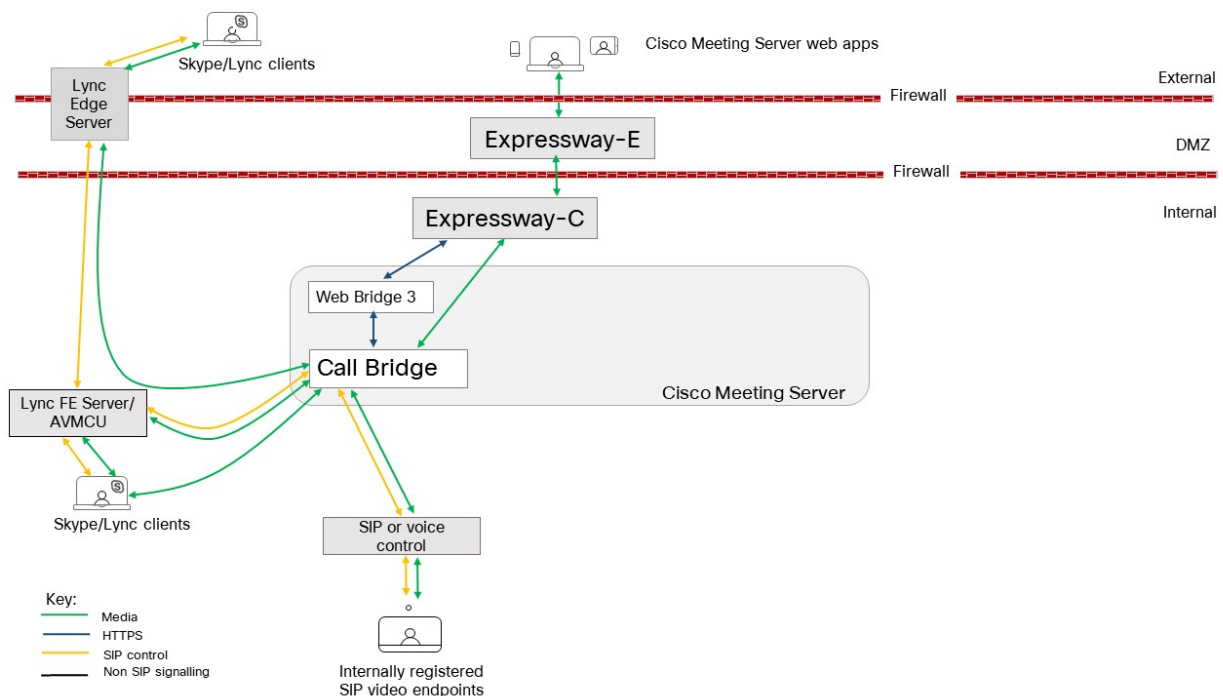 Skype/Lync clients
Cisco Meeting Server web apps
Lync
Edge
Server
External
Firewall
Expressway-E
DMZ
Firewall
Expressway-C
Internal
Web Bridge 3
Call Bridge
Cisco Meeting Server
Lync FE Server/
AVMCU
Skype/Lync clients
SIP or voice
control
Key:
Media
HTTPS
SIP control
Non SIP signalling
Internally registered
SIP video endpoints